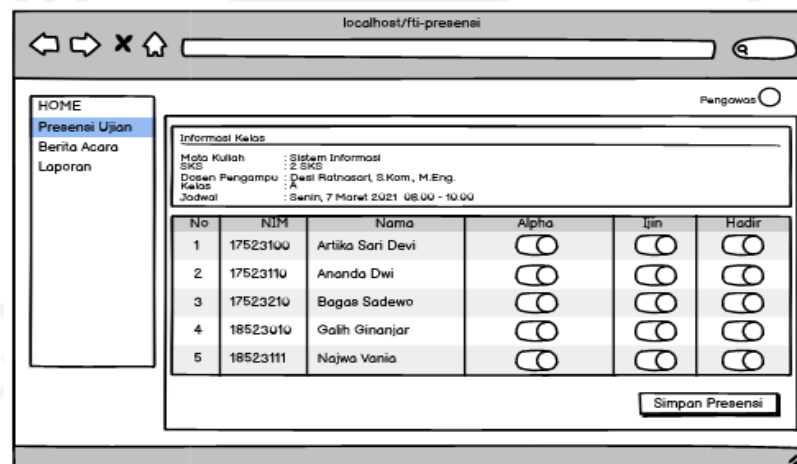 localhost/fti-presensi
Pengawas
HOME
Presensi Ujian
Berita Acara
Laporan
Informasi Kelas
Mata Kuliah : Sistem Informasi
SKS : 2 SKS
Dosen Pengampu : Desi Ratnasari, S.Kom., M.Eng.
Kelas : A
Jadwal : Senin, 7 Maret 2021 08.00 - 10.00
No NIM Nama Alpha Ijin Hadir
1 17523100 Artika Sari Devi
2 17523110 Ananda Dwi
3 17523210 Bagas Sadewo
4 18523010 Galih Ginanjar
5 18523111 Najwa Vania
Simpan Presensi